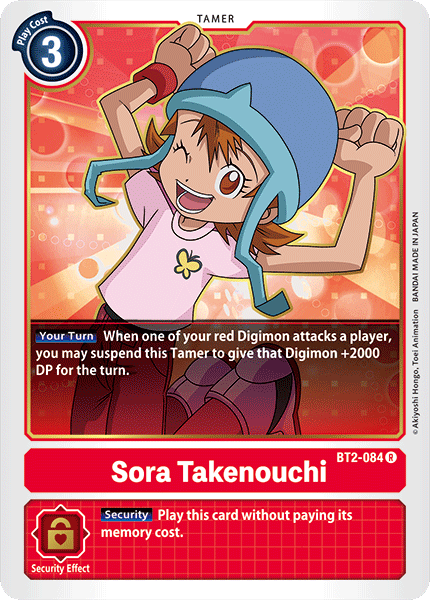 TAMER
Play Cost
3
Your Turn When one of your red Digimon attacks a player,
you may suspend this Tamer to give that Digimon +2000
DP for the turn.
©Akiyoshi Hongo, Toei Animation BANDAI MADE IN JAPAN
BT2-084 R
Sora Takenouchi
Security Effect
Security Play this card without paying its
memory cost.